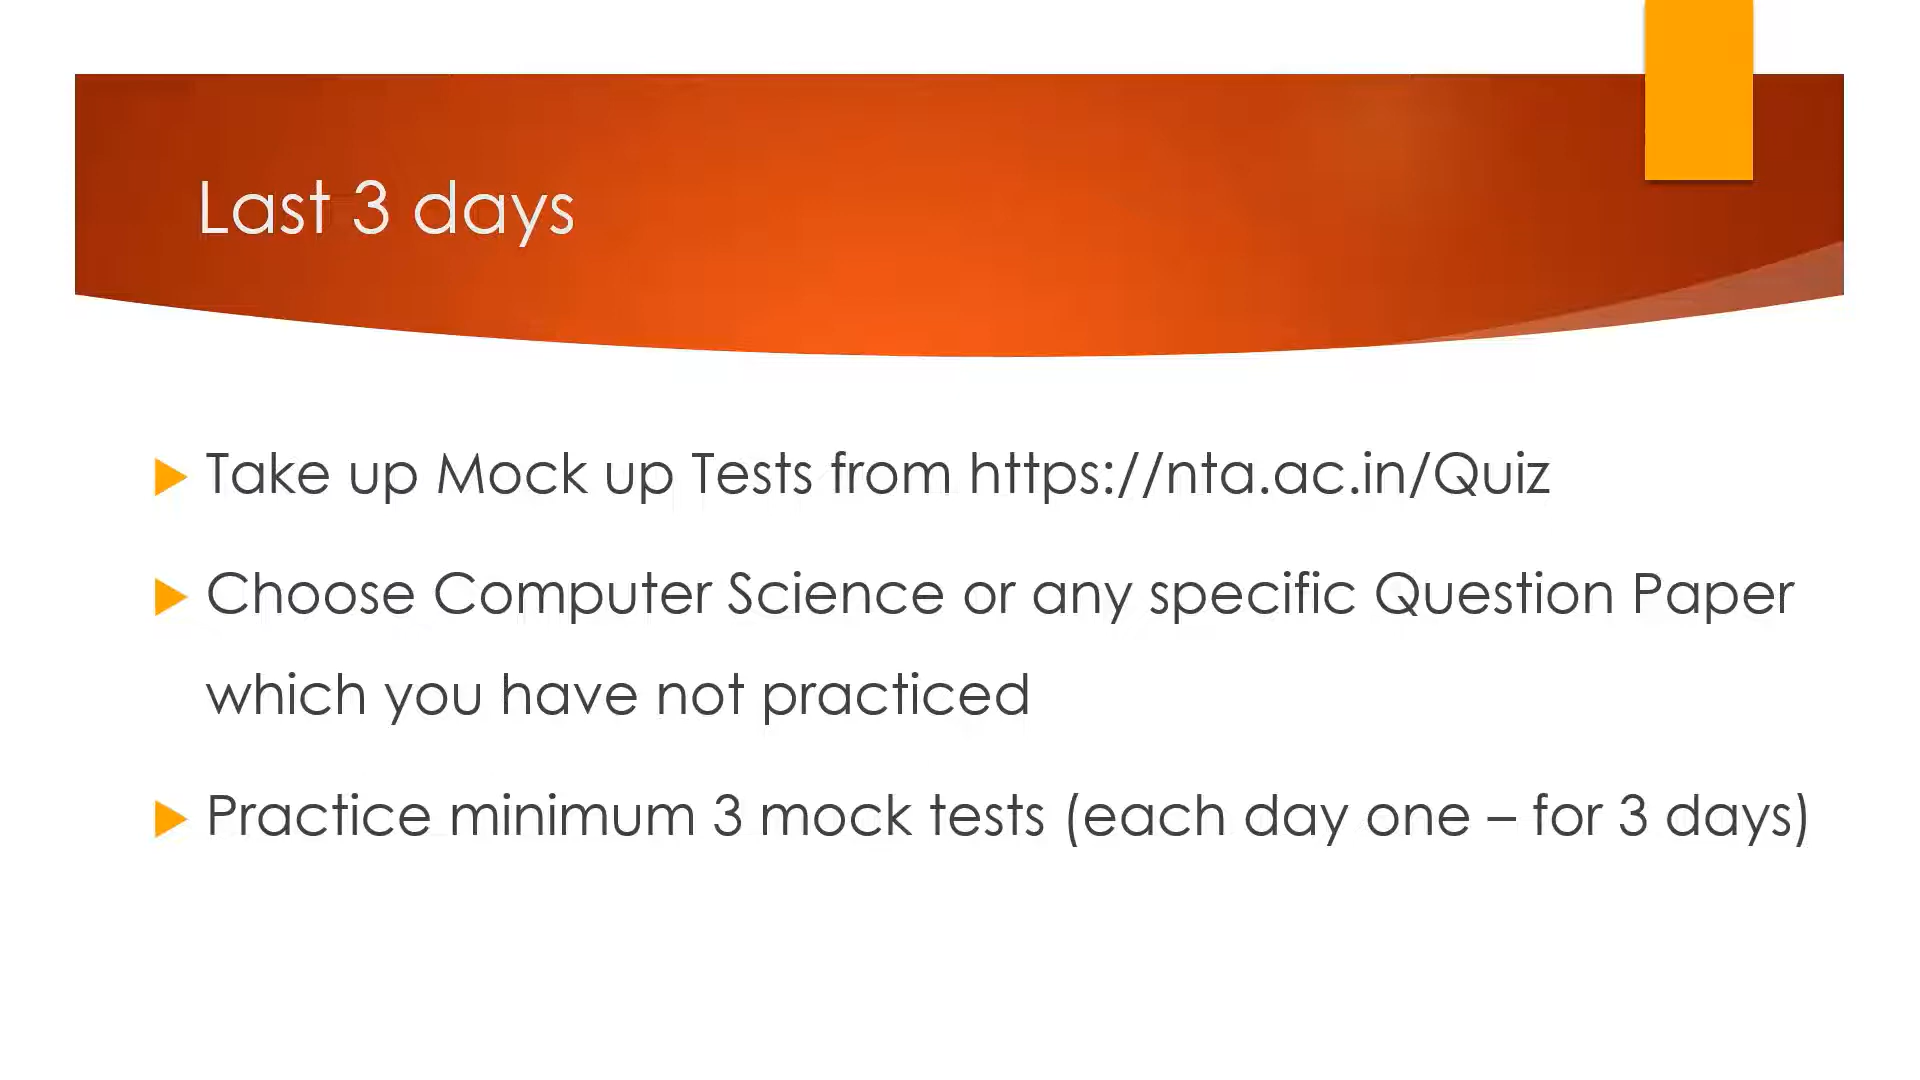 Last 3 days
Take up Mock up Tests from https://nta.ac.in/Quiz
Choose Computer Science or any specific Question Paper
which you have not practiced
Practice minimum 3 mock tests (each day one – for 3 days)